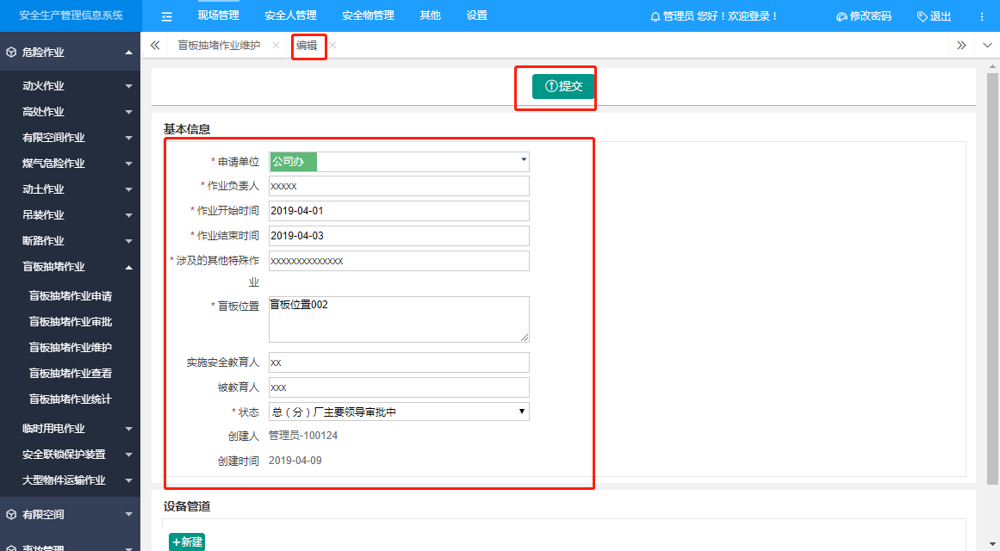 安全生产管理信息系统
现场管理 安全人管理 安全物管理 其他 设置 管理员 您好！欢迎登录！ 修改密码 退出
危险作业
动火作业
高处作业
有限空间作业
煤气危险作业
动土作业
吊装作业
断路作业
盲板抽堵作业
盲板抽堵作业申请
盲板抽堵作业审批
盲板抽堵作业维护
盲板抽堵作业查看
盲板抽堵作业统计
临时用电作业
安全联锁保护装置
大型物件运输作业
有限空间
事故管理
盲板抽堵作业维护 × 编辑 ×
提交
基本信息
* 申请单位 公司办
* 作业负责人 xxxxx
* 作业开始时间 2019-04-01
* 作业结束时间 2019-04-03
* 涉及的其他特殊作 xxxxxxxxxxxxxx
业
* 盲板位置 盲板位置002
实施安全教育人 xx
被教育人 xxx
* 状态 总（分）厂主要领导审批中
创建人 管理员-100124
创建时间 2019-04-09
设备管道
+新建